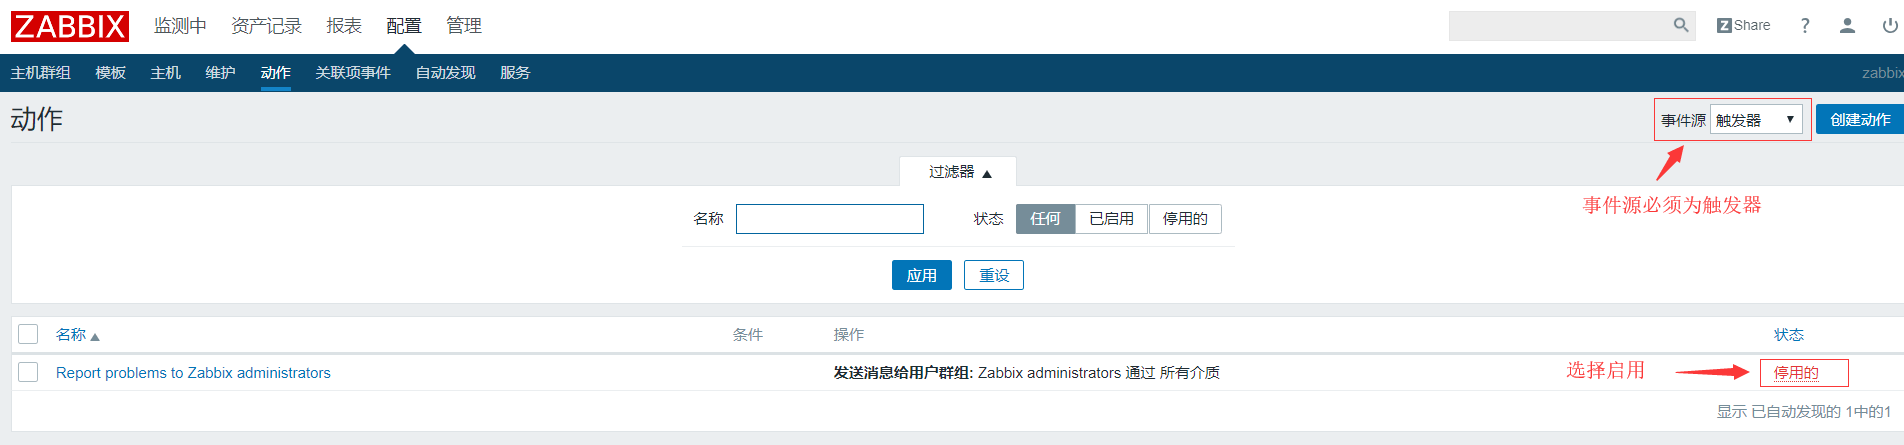 ZABBIX 监测中 资产记录 报表 配置 管理 Share ?
主机群组 模板 主机 维护 动作 关联项事件 自动发现 服务 zabbix
动作 事件源 触发器 创建动作
过滤器
事件源必须为触发器
名称 状态 任何 已启用 停用的
应用 重设
名称 条件 操作 状态
Report problems to Zabbix administrators 发送消息给用户群组: Zabbix administrators 通过 所有介质 选择启用 停用的
显示 已自动发现的 1中的1